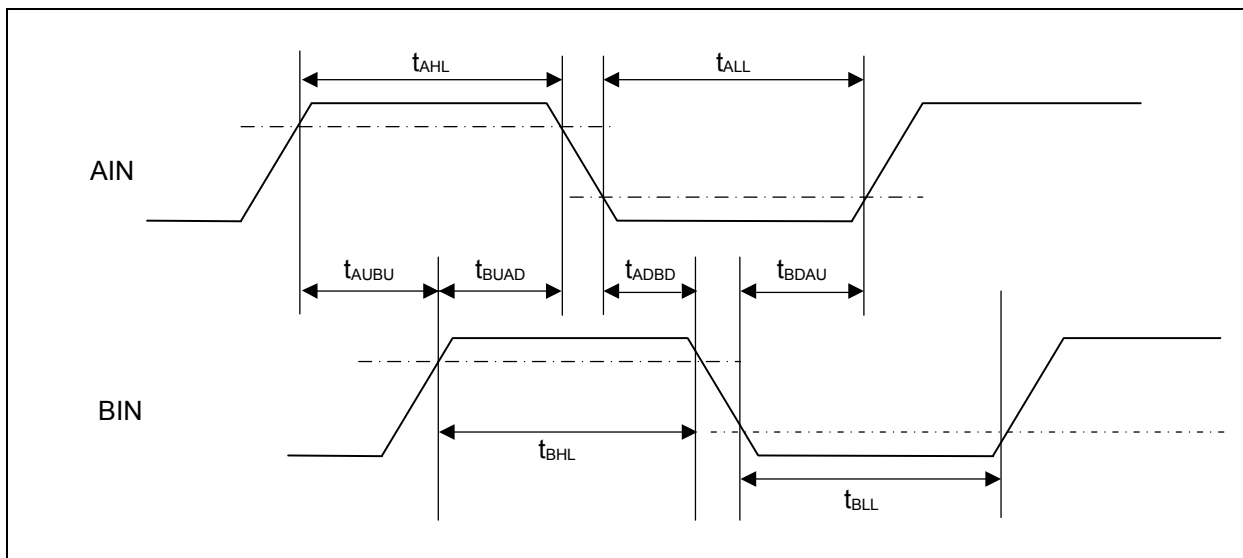 tAHL tALL
AIN
tAUBU tBUAD tADBD tBDAU
BIN
tBHL
tBLL